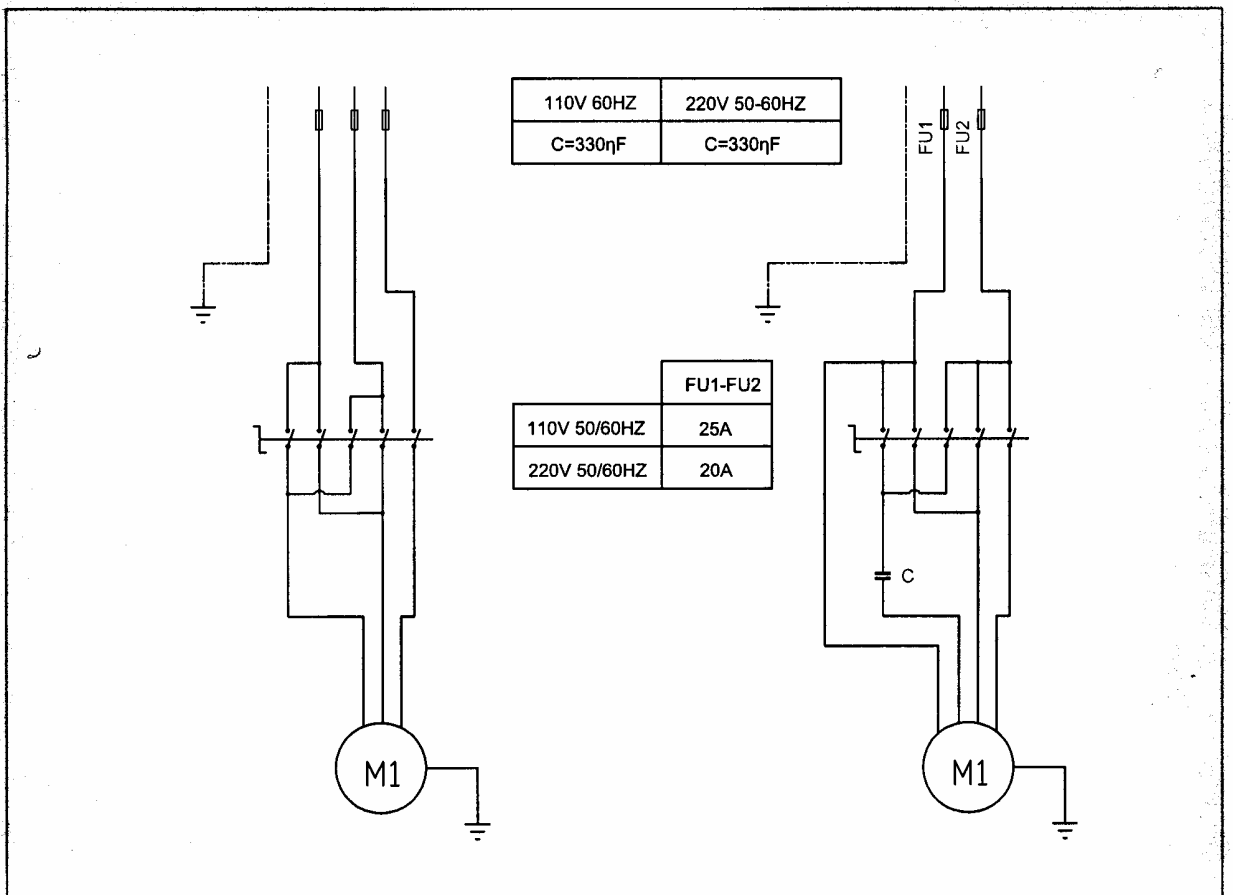 110V 60HZ 220V 50-60HZ
C=330ηF C=330ηF
FU1
FU2
FU1-FU2
110V 50/60HZ 25A
220V 50/60HZ 20A
C
M1
M1